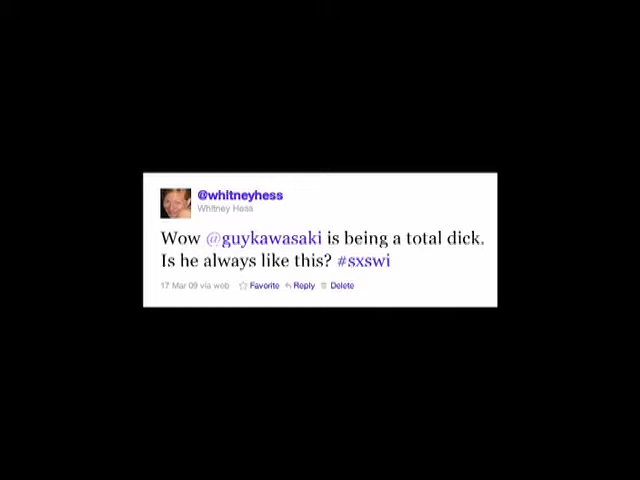 @whitneyhess
Whitney Hess
Wow @guykawasaki is being a total dick.
Is he always like this? #sxswi
17 Mar 09 via web Favorite Reply Delete